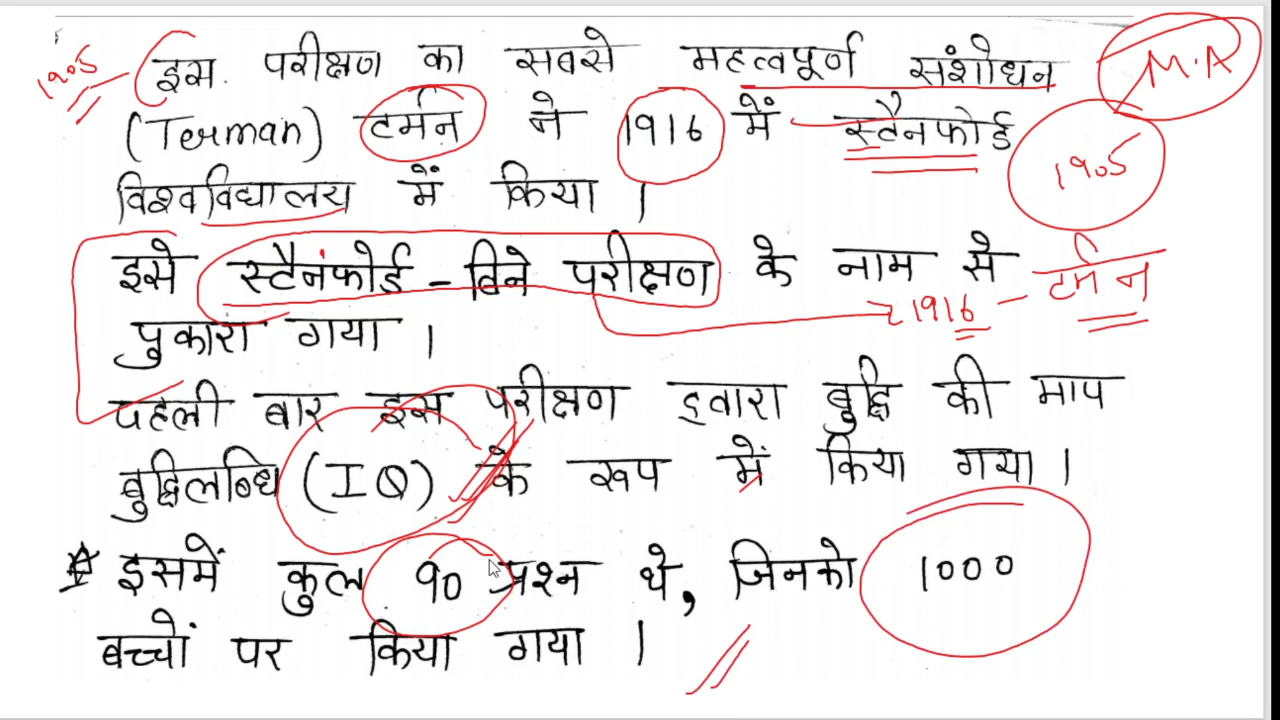 1905 इस परीक्षण का सबसे महत्वपूर्ण संशोधन M.A
(Terman) टर्मन ने 1916 में स्टैनफोर्ड 1905
विश्वविद्यालय में किया ।
इसे स्टैनफोर्ड - बिने परीक्षण के नाम से
1916 - टर्मन
पुकारा गया ।
पहली बार इस परीक्षण द्वारा बुद्धि की माप
बुद्धिलब्धि (IQ) के रूप में किया गया ।
इसमें कुल 90 प्रश्न थे, जिनको 1000
बच्चों पर किया गया ।